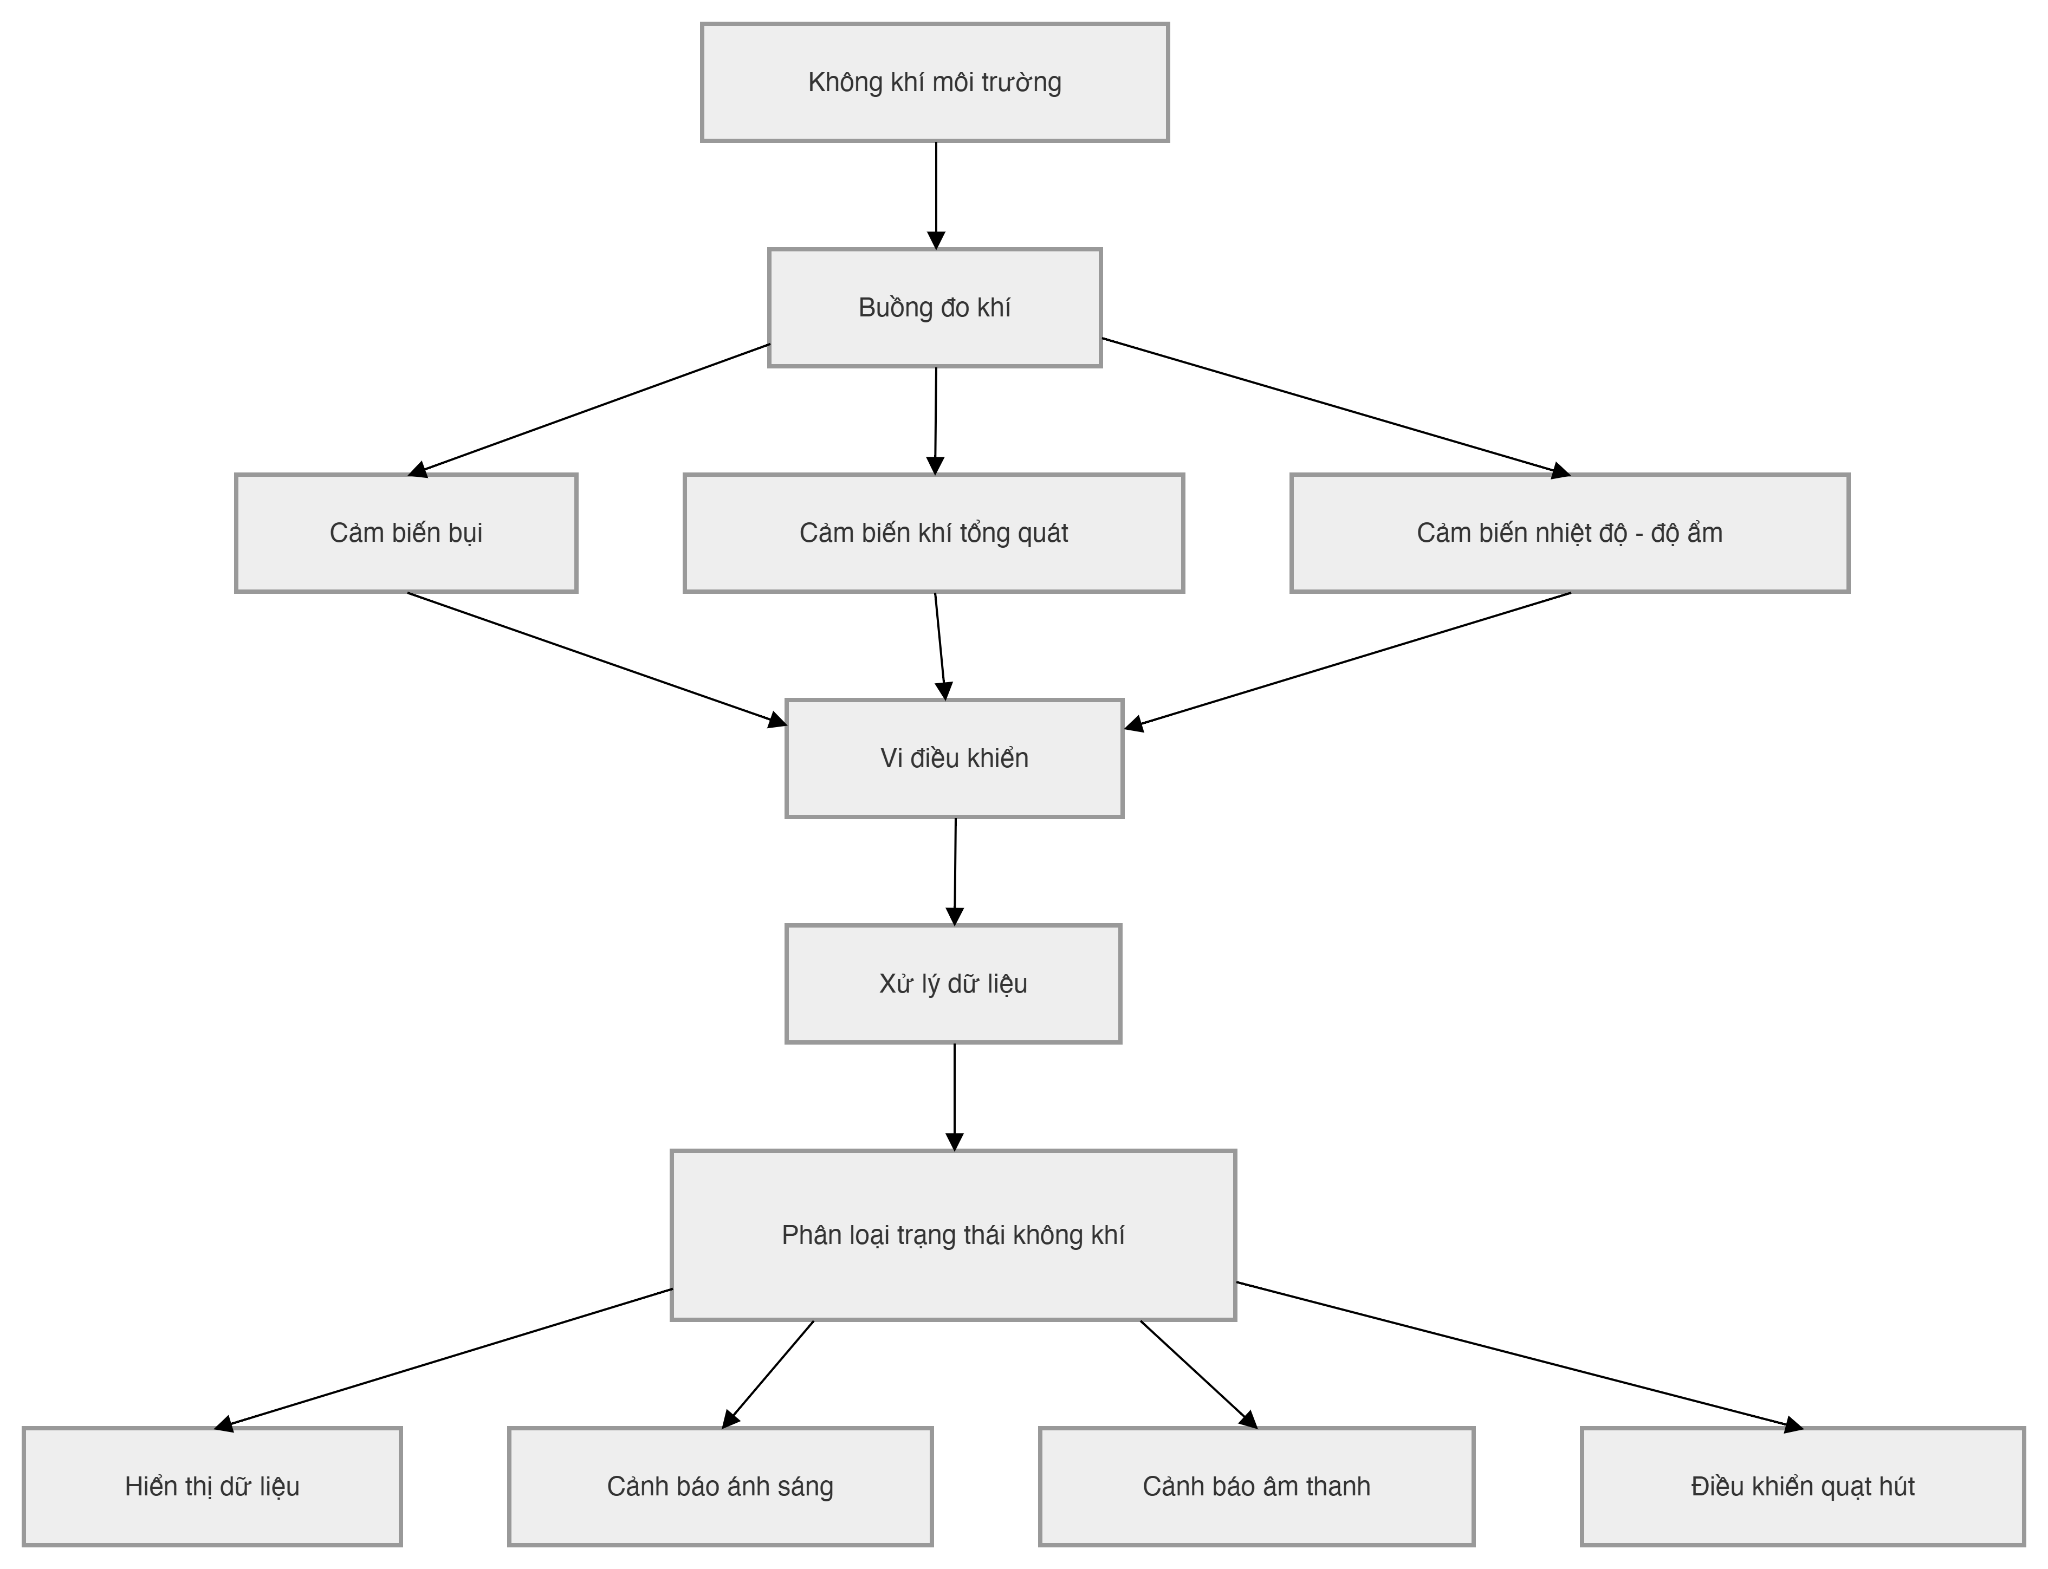 Không khí môi trường
Buồng đo khí
Cảm biến bụi
Cảm biến khí tổng quát
Cảm biến nhiệt độ - độ ẩm
Vi điều khiển
Xử lý dữ liệu
Phân loại trạng thái không khí
Hiển thị dữ liệu
Cảnh báo ánh sáng
Cảnh báo âm thanh
Điều khiển quạt hút